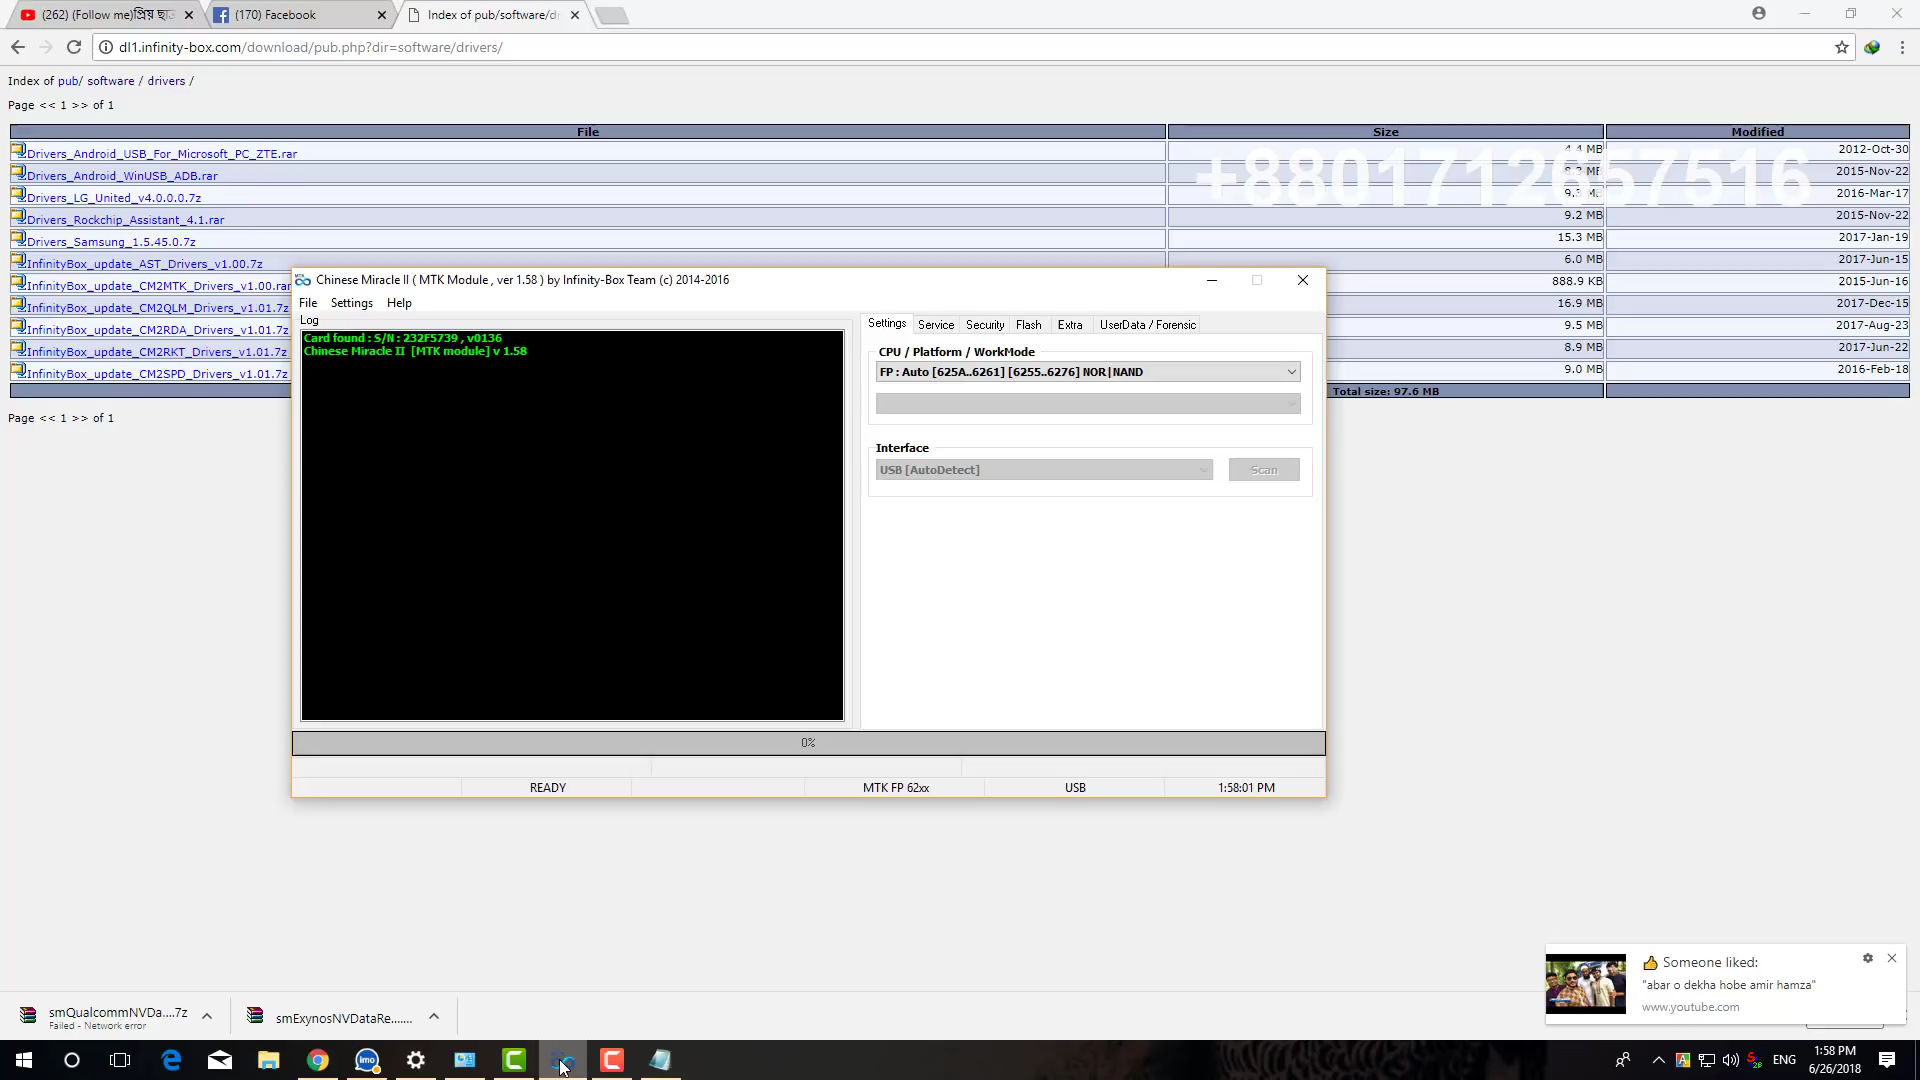 (262) (Follow me)প্রিয় ছাত্র
(170) Facebook
Index of pub/software/d
dl1.infinity-box.com/download/pub.php?dir=software/drivers/
Index of pub/ software / drivers /
Page << 1 >> of 1
File Size Modified
Drivers_Android_USB_For_Microsoft_PC_ZTE.rar 4.4 MB 2012-Oct-30
Drivers_Android_WinUSB_ADB.rar 8.3 MB 2015-Nov-22
Drivers_LG_United_v4.0.0.0.7z 9.3 MB 2016-Mar-17
Drivers_Rockchip_Assistant_4.1.rar 9.2 MB 2015-Nov-22
Drivers_Samsung_1.5.45.0.7z 15.3 MB 2017-Jan-19
InfinityBox_update_AST_Drivers_v1.00.7z 6.0 MB 2017-Jun-15
InfinityBox_update_CM2MTK_Drivers_v1.00.rar 888.9 KB 2015-Jun-16
InfinityBox_update_CM2QLM_Drivers_v1.01.7z 16.9 MB 2017-Dec-15
InfinityBox_update_CM2RDA_Drivers_v1.01.7z 9.5 MB 2017-Aug-23
InfinityBox_update_CM2RKT_Drivers_v1.01.7z 8.9 MB 2017-Jun-22
InfinityBox_update_CM2SPD_Drivers_v1.01.7z 9.0 MB 2016-Feb-18
Total size: 97.6 MB
Page << 1 >> of 1
+8801712657516
Chinese Miracle II ( MTK Module , ver 1.58 ) by Infinity-Box Team (c) 2014-2016
File Settings Help
Log
Card found : S/N : 232F5739 , v0136
Chinese Miracle II [MTK module] v 1.58
Settings Service Security Flash Extra UserData / Forensic
CPU / Platform / WorkMode
FP : Auto [625A..6261] [6255..6276] NOR|NAND
Interface
USB [AutoDetect] Scan
0%
READY MTK FP 62xx USB 1:58:01 PM
Someone liked:
"abar o dekha hobe amir hamza"
www.youtube.com
smQualcommNVDa....7z
Failed - Network error
smExynosNVDataRe.......
imo
ENG
1:58 PM
6/26/2018